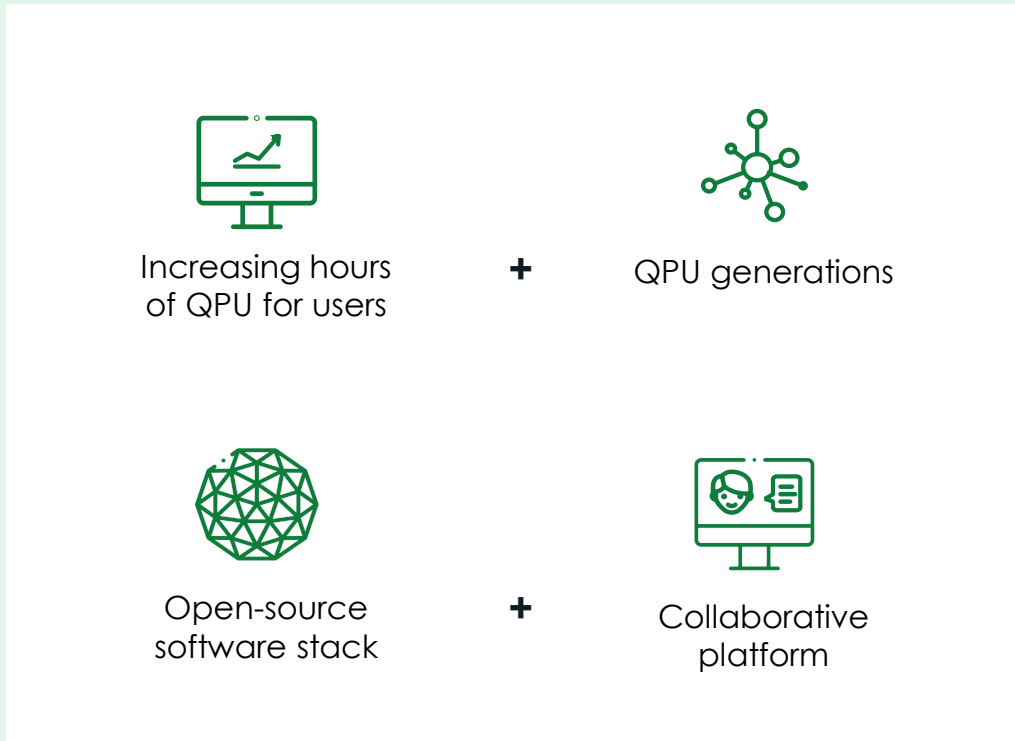 Increasing hours
of QPU for users
+
QPU generations
Open-source
software stack
+
Collaborative
platform